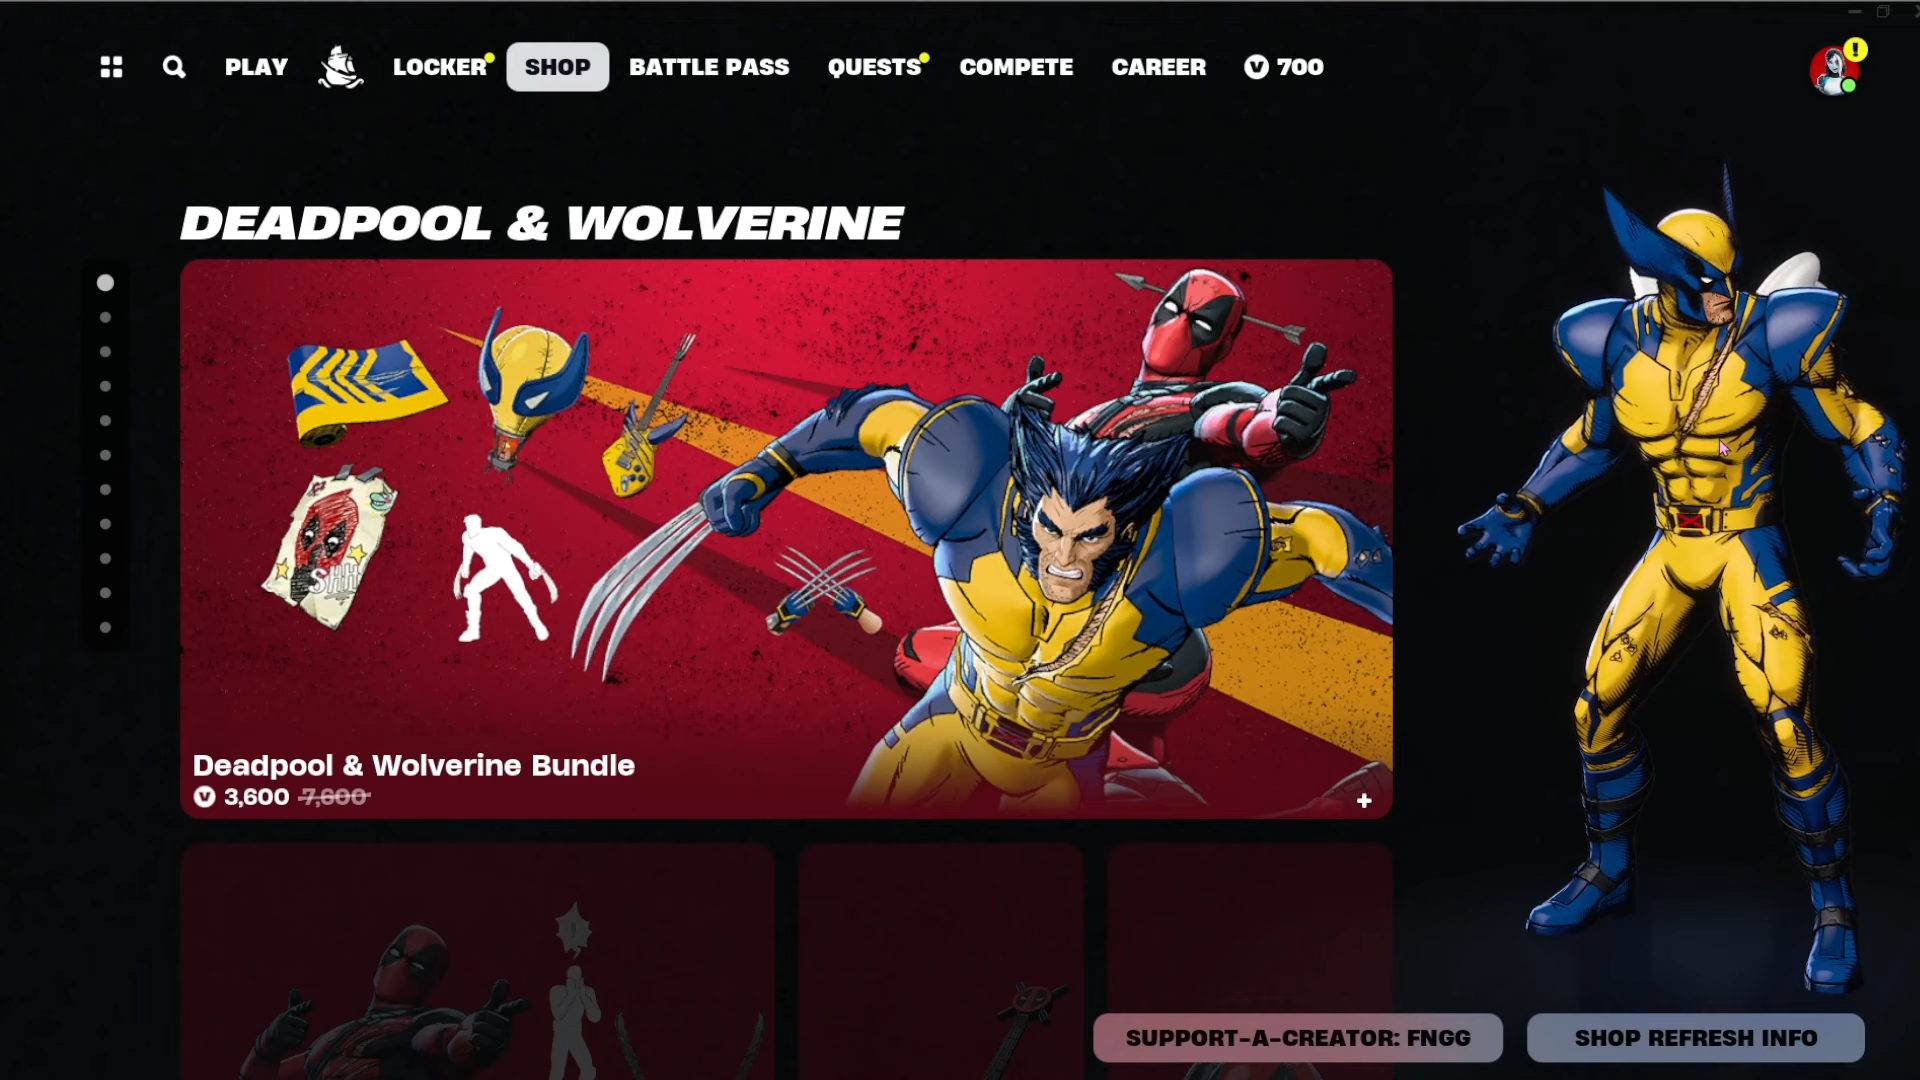 PLAY LOCKER SHOP BATTLE PASS QUESTS COMPETE CAREER V 700
!
DEADPOOL & WOLVERINE
SHH
Deadpool & Wolverine Bundle
V 3,600 7,600
+
SUPPORT-A-CREATOR: FNGG
SHOP REFRESH INFO